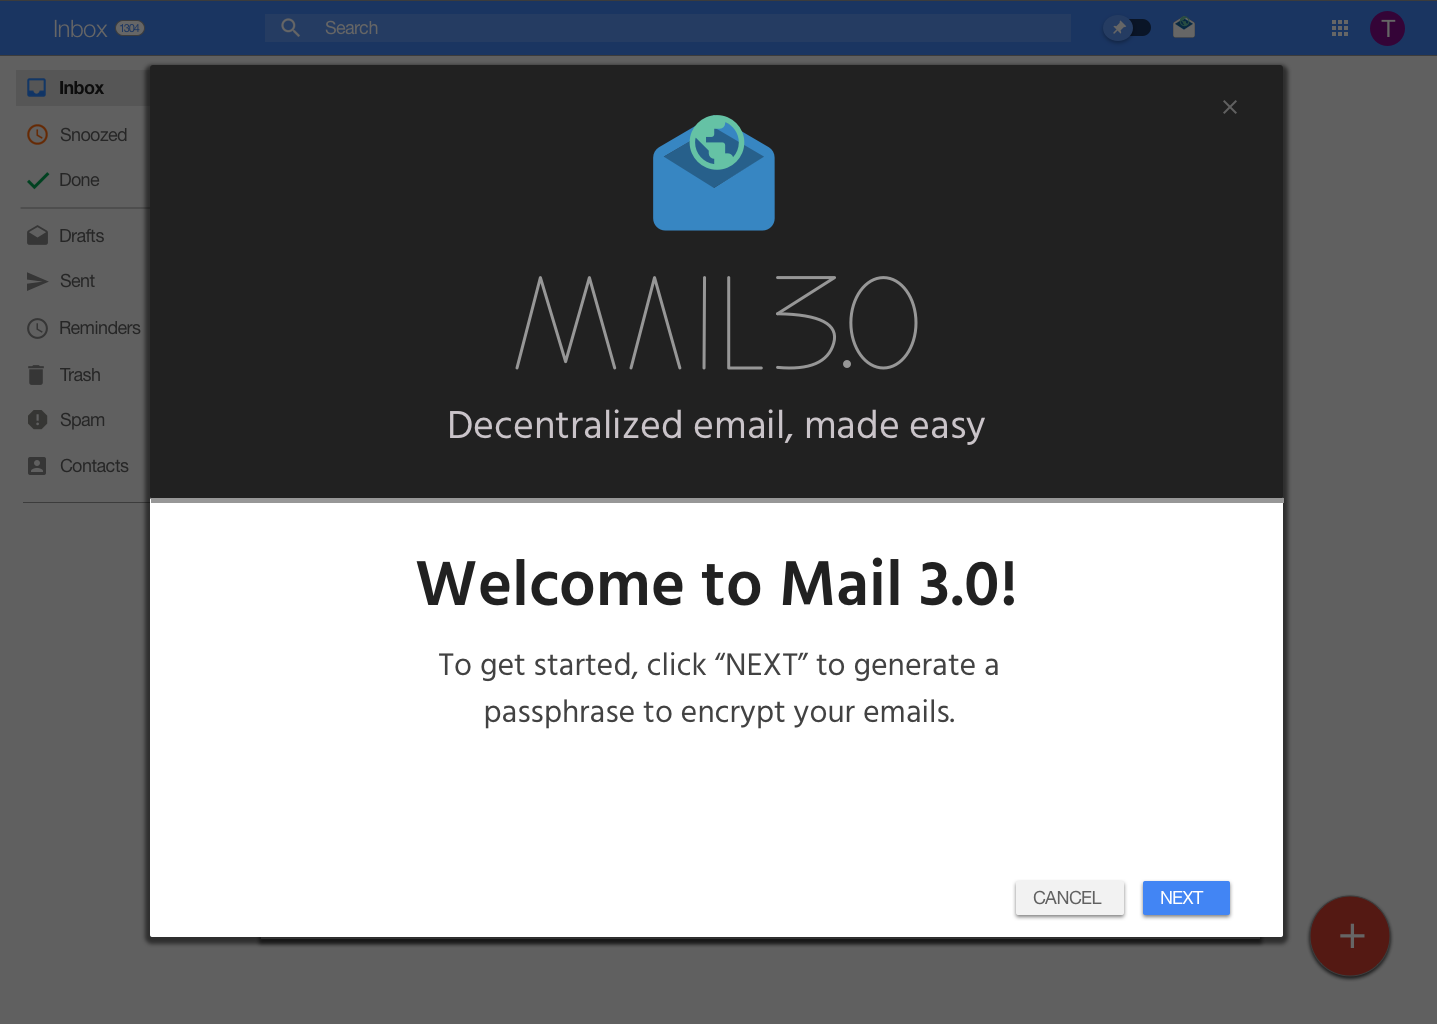 Inbox 1304
Search
T
Inbox
Snoozed
Done
Drafts
Sent
Reminders
Trash
Spam
Contacts
MAIL3.0
Decentralized email, made easy
Welcome to Mail 3.0!
To get started, click “NEXT” to generate a
passphrase to encrypt your emails.
CANCEL
NEXT